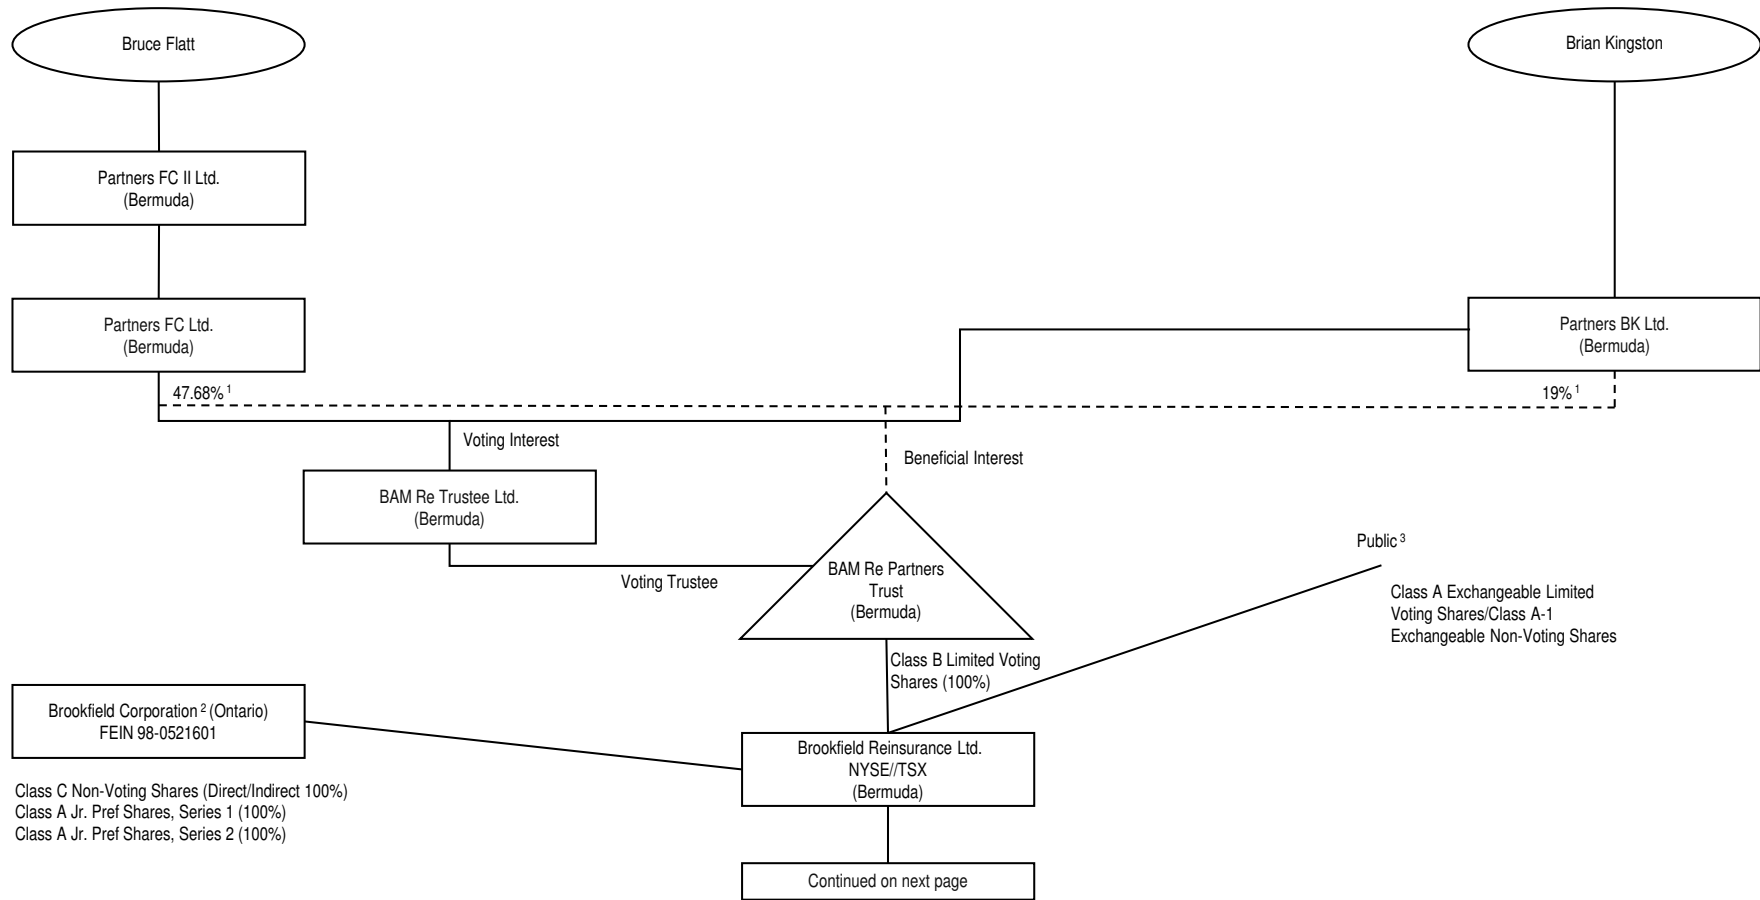 Bruce Flatt
Brian Kingston
Partners FC II Ltd.
(Bermuda)
Partners FC Ltd.
(Bermuda)
Partners BK Ltd.
(Bermuda)
47.68% 1
19% 1
Voting Interest
Beneficial Interest
BAM Re Trustee Ltd.
(Bermuda)
Voting Trustee
BAM Re Partners
Trust
(Bermuda)
Public 3
Class A Exchangeable Limited
Voting Shares/Class A-1
Exchangeable Non-Voting Shares
Class B Limited Voting
Shares (100%)
Brookfield Corporation 2 (Ontario)
FEIN 98-0521601
Class C Non-Voting Shares (Direct/Indirect 100%)
Class A Jr. Pref Shares, Series 1 (100%)
Class A Jr. Pref Shares, Series 2 (100%)
Brookfield Reinsurance Ltd.
NYSE//TSX
(Bermuda)
Continued on next page